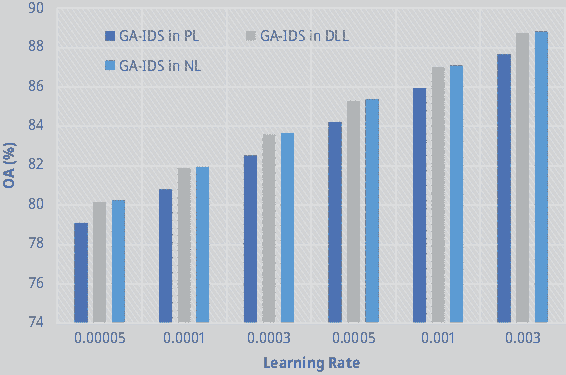 90
88
86
84
82
80
78
76
74
OA (%)
GA-IDS in PL
GA-IDS in DLL
GA-IDS in NL
0.00005 0.0001 0.0003 0.0005 0.001 0.003
Learning Rate